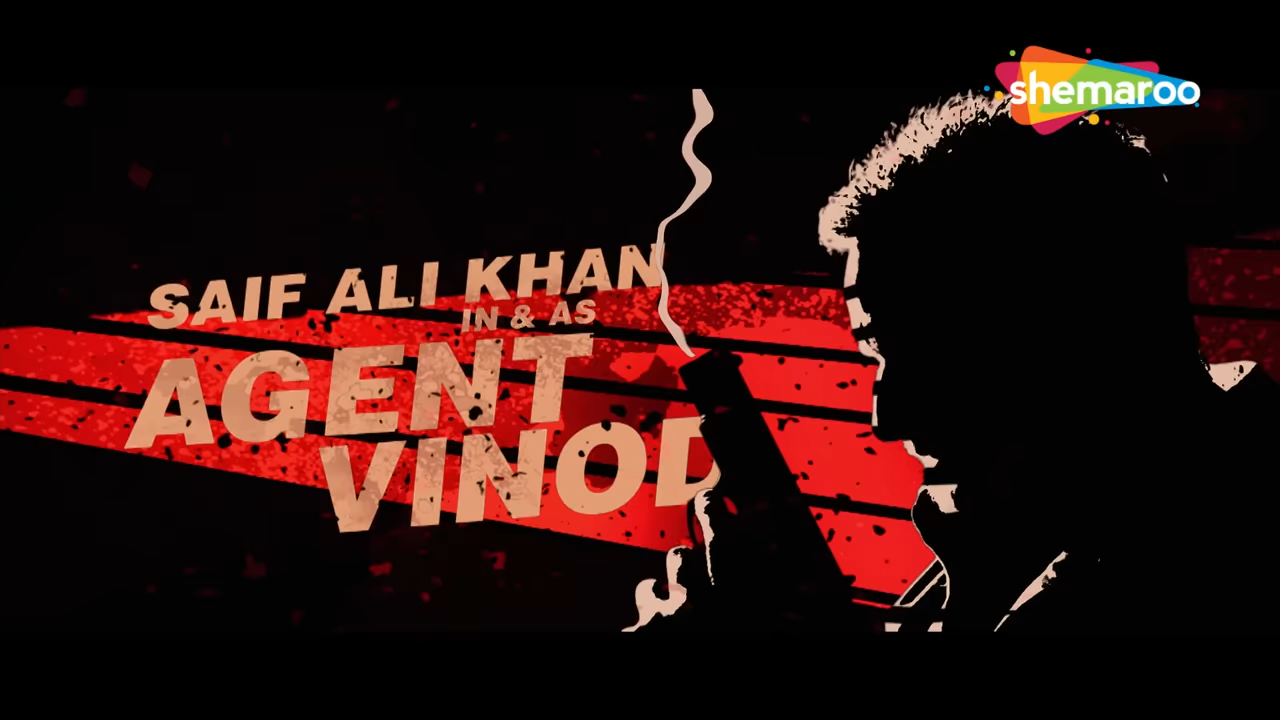 shemaroo
SAIF ALI KHAN
IN & AS
AGENT
VINOD